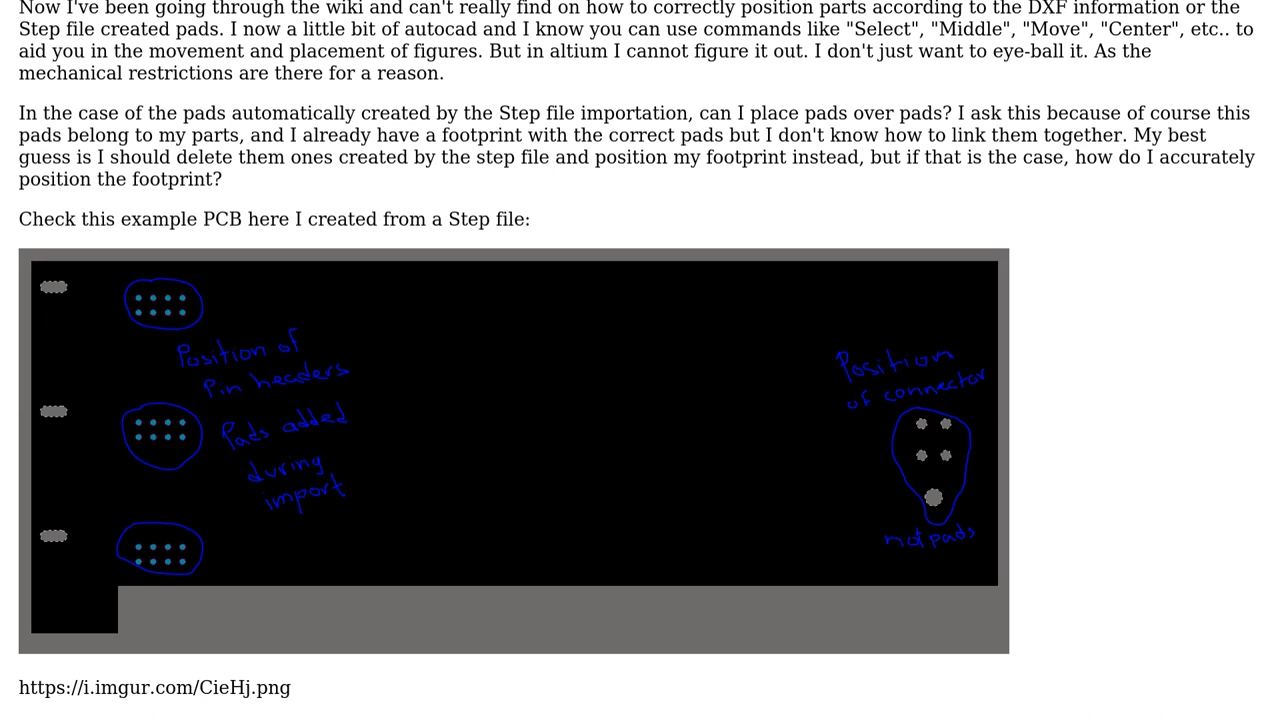 Now I've been going through the wiki and can't really find on how to correctly position parts according to the DXF information or the
Step file created pads. I now a little bit of autocad and I know you can use commands like "Select", "Middle", "Move", "Center", etc.. to
aid you in the movement and placement of figures. But in altium I cannot figure it out. I don't just want to eye-ball it. As the
mechanical restrictions are there for a reason.
In the case of the pads automatically created by the Step file importation, can I place pads over pads? I ask this because of course this
pads belong to my parts, and I already have a footprint with the correct pads but I don't know how to link them together. My best
guess is I should delete them ones created by the step file and position my footprint instead, but if that is the case, how do I accurately
position the footprint?
Check this example PCB here I created from a Step file:
Position of
Pin headers
Pads added
during
import
Position
of connector
not pads
https://i.imgur.com/CieHj.png